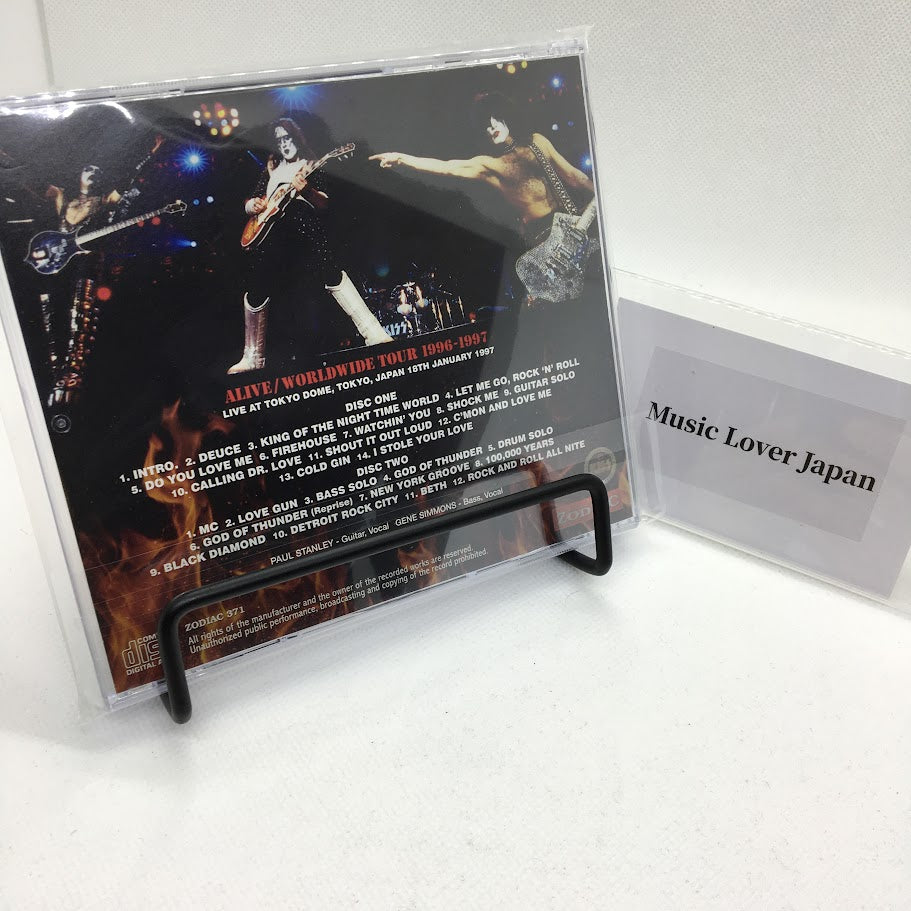 KISS
ALIVE/WORLDWIDE TOUR 1996-1997
LIVE AT TOKYO DOME, TOKYO, JAPAN 18TH JANUARY 1997
DISC ONE
1. INTRO. 2. DEUCE 3. KING OF THE NIGHT TIME WORLD 4. LET ME GO, ROCK 'N' ROLL
5. DO YOU LOVE ME 6. FIREHOUSE 7. WATCHIN' YOU 8. SHOCK ME 9. GUITAR SOLO
10. CALLING DR. LOVE 11. SHOUT IT OUT LOUD 12. C'MON AND LOVE ME
13. COLD GIN 14. I STOLE YOUR LOVE
DISC TWO
1. MC 2. LOVE GUN 3. BASS SOLO 4. GOD OF THUNDER 5. DRUM SOLO
6. GOD OF THUNDER (Reprise) 7. NEW YORK GROOVE 8. 100,000 YEARS
9. BLACK DIAMOND 10. DETROIT ROCK CITY 11. BETH 12. ROCK AND ROLL ALL NITE
PAUL STANLEY - Guitar, Vocal GENE SIMMONS - Bass, Vocal
ZODIAC
ZODIAC 371
All rights of the manufacturer and the owner of the recorded works are reserved.
Unauthorized public performance, broadcasting and copying of the record prohibited.
DIGITAL
Music Lover Japan